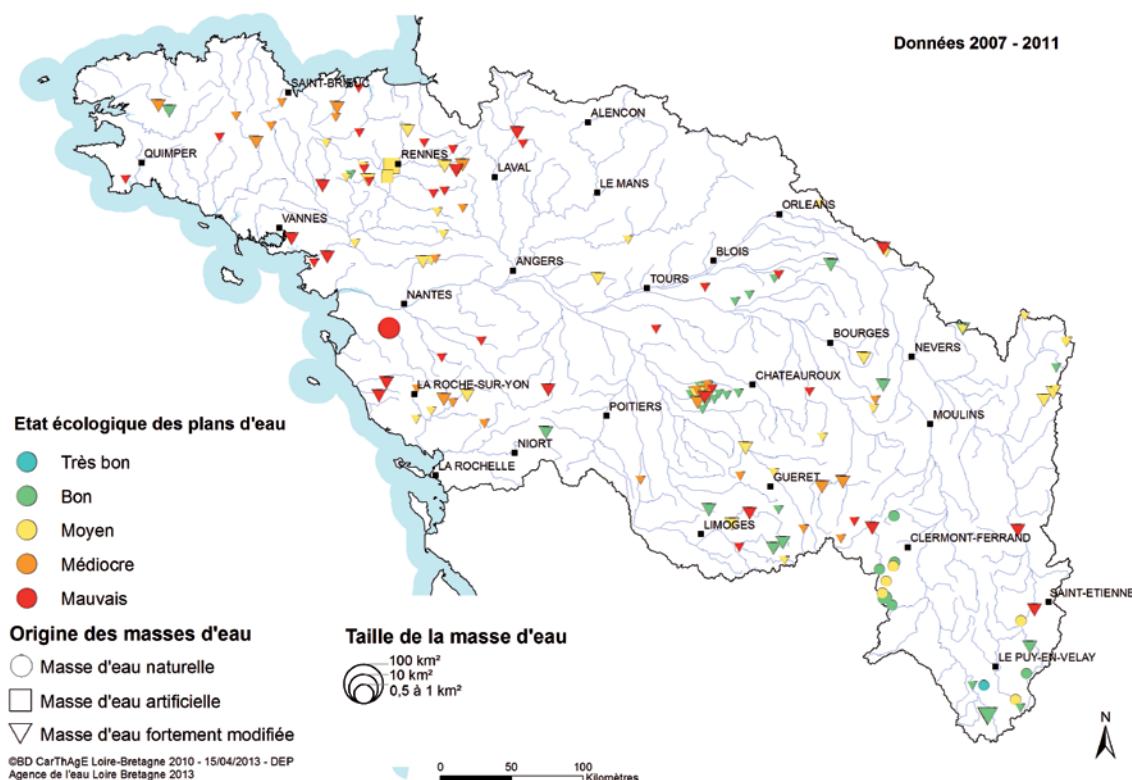 Données 2007 - 2011
SAINT-BRIEUC
ALENCON
QUIMPER
RENNES
LAVAL
LE MANS
ORLEANS
VANNES
BLOIS
ANGERS
TOURS
NANTES
BOURGES
NEVERS
LA ROCHE-SUR-YON
CHATEAUROUX
POITIERS
MOULINS
NIORT
LA ROCHELLE
GUERET
LIMOGES
CLERMONT-FERRAND
SAINT-ETIENNE
LE PUY-EN-VELAY
Etat écologique des plans d'eau
Très bon
Bon
Moyen
Médiocre
Mauvais
Origine des masses d'eau
Masse d'eau naturelle
Masse d'eau artificielle
Masse d'eau fortement modifiée
Taille de la masse d'eau
100 km²
10 km²
0,5 à 1 km²
©BD CarThAgE Loire-Bretagne 2010 - 15/04/2013 - DEP
Agence de l'eau Loire Bretagne 2013
0 50 100
Kilomètres
N